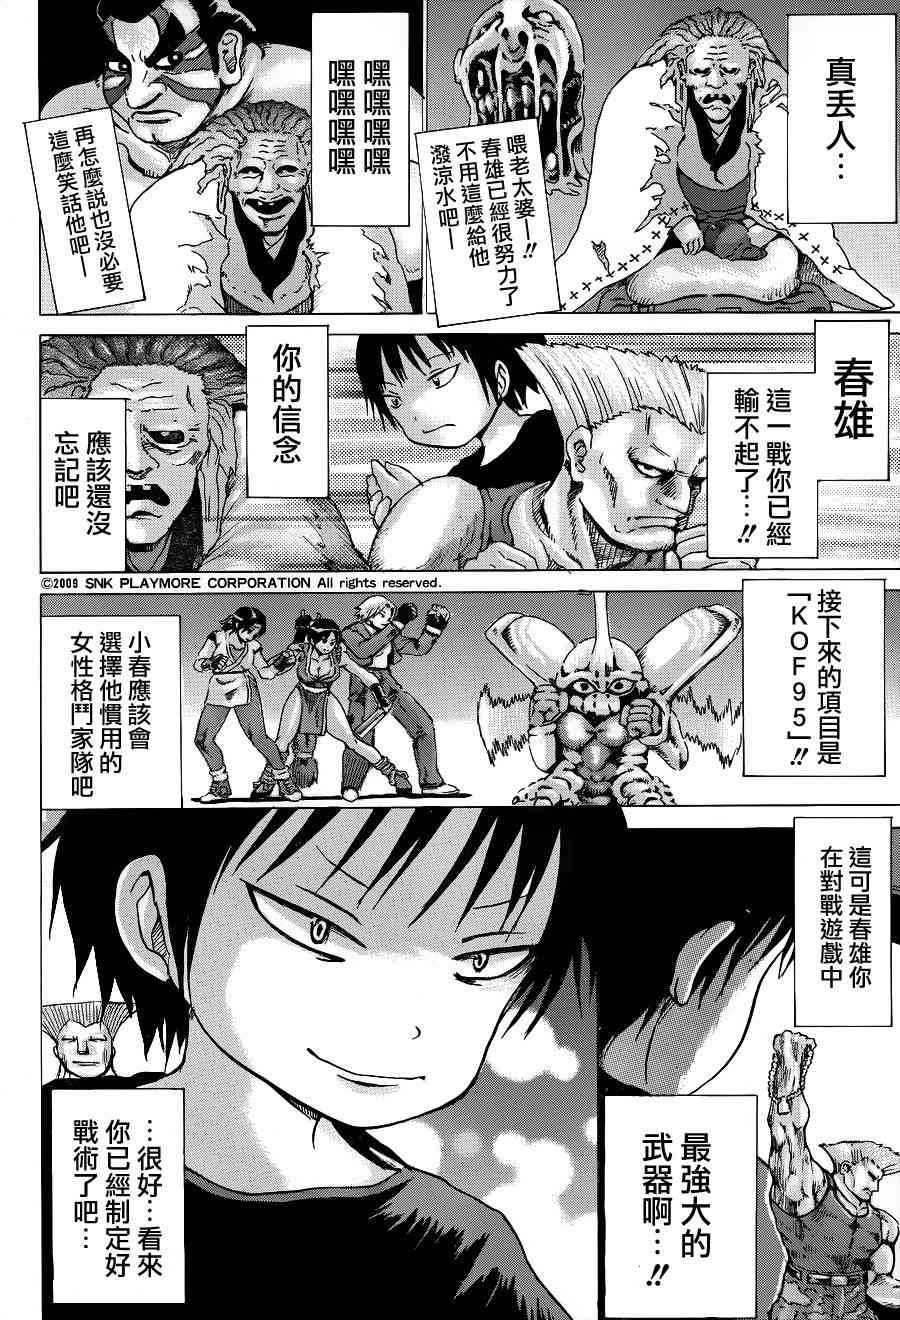 真丟人…
喂老太婆—!!
春雄已經很努力了
不用這麼給他
潑涼水吧—
嘿嘿嘿嘿
嘿嘿嘿嘿
再怎麼說也沒必要
這麼笑話他吧—
春雄
這一戰你已經
輸不起了…!!
你的信念
應該還沒
忘記吧
©2009 SNK PLAYMORE CORPORATION All rights reserved.
接下來的項目是
「KOF95」!!
小春應該會
選擇他慣用的
女性格鬥家隊吧
這可是春雄你
在對戰遊戲中
最強大的
武器啊…!!
…很好…看來
你已經制定好
戰術了吧…